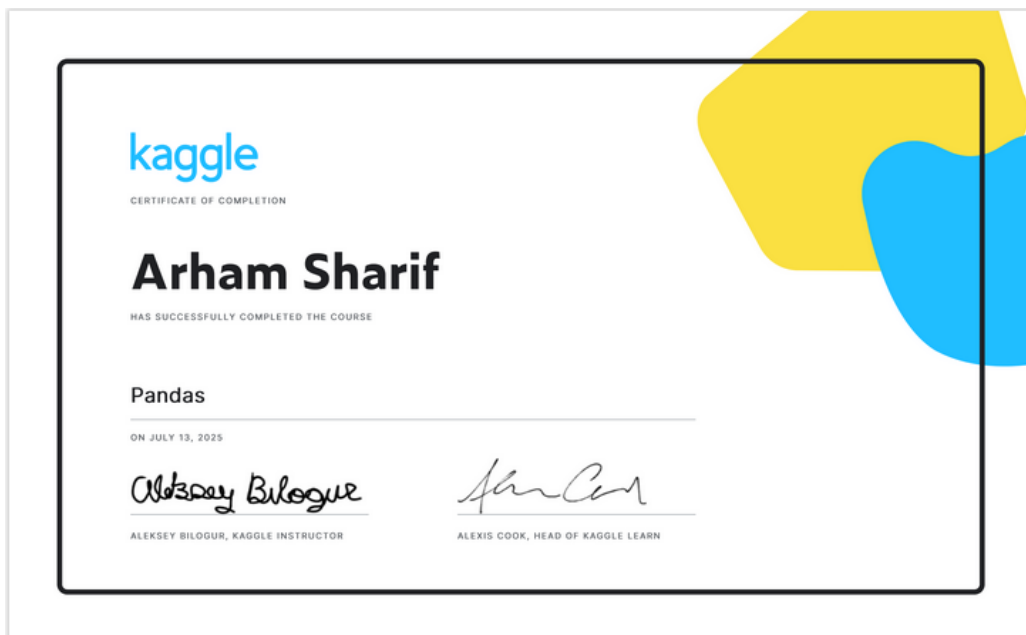 kaggle
CERTIFICATE OF COMPLETION
Arham Sharif
HAS SUCCESSFULLY COMPLETED THE COURSE
Pandas
ON JULY 13, 2025
Aleksey Bilogur
ALEKSEY BILOGUR, KAGGLE INSTRUCTOR
ALEXIS COOK, HEAD OF KAGGLE LEARN